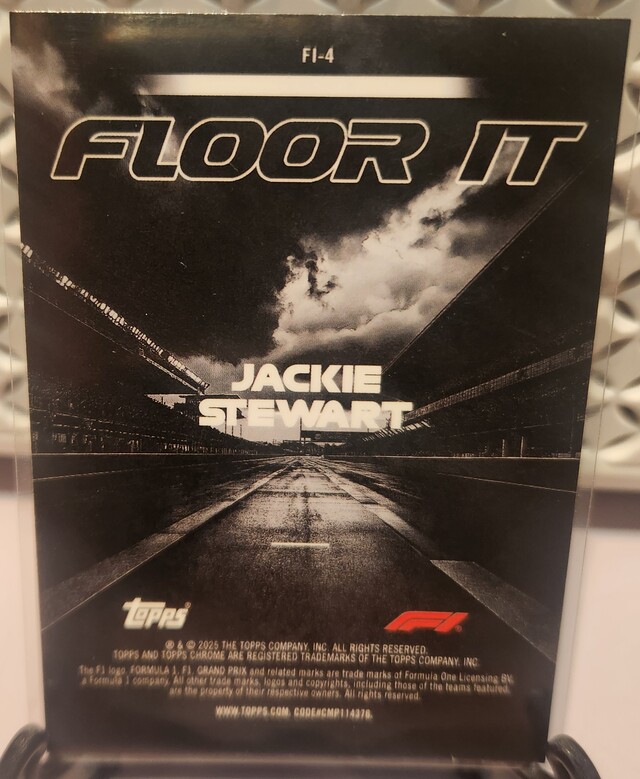 FI-4
FLOOR IT
JACKIE
STEWART
topps®
F1®
® & © 2025 THE TOPPS COMPANY, INC. ALL RIGHTS RESERVED.
TOPPS AND TOPPS CHROME ARE REGISTERED TRADEMARKS OF THE TOPPS COMPANY, INC.
The F1 logo, FORMULA 1, F1, GRAND PRIX and related marks are trade marks of Formula One Licensing BV,
a Formula 1 company. All other trade marks, logos and copyrights, including those of the teams featured,
are the property of their respective owners. All rights reserved.
WWW.TOPPS.COM. CODE#CMP114376.